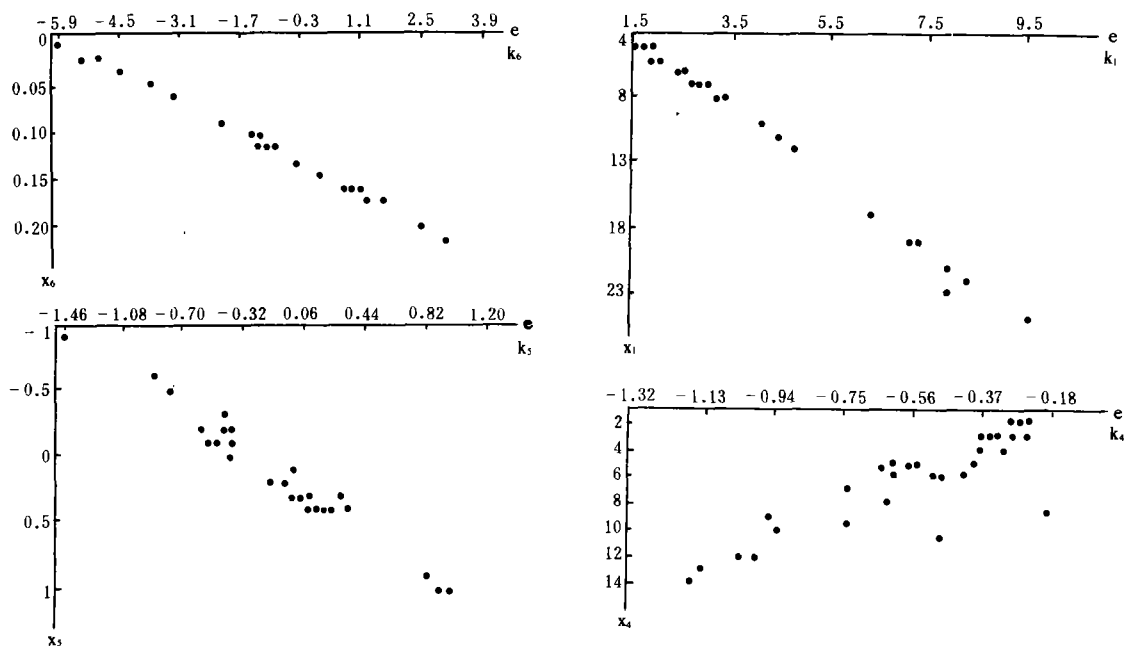 -5.9 -4.5 -3.1 -1.7 -0.3 1.1 2.5 3.9 e
k₆
0
0.05
0.10
0.15
0.20
x₆
1.5 3.5 5.5 7.5 9.5 e
k₁
4
8
13
18
23
x₁
-1.46 -1.08 -0.70 -0.32 0.06 0.44 0.82 1.20 e
k₅
-1
-0.5
0
0.5
1
x₅
-1.32 -1.13 -0.94 -0.75 -0.56 -0.37 -0.18 e
k₄
2
4
6
8
10
12
14
x₄